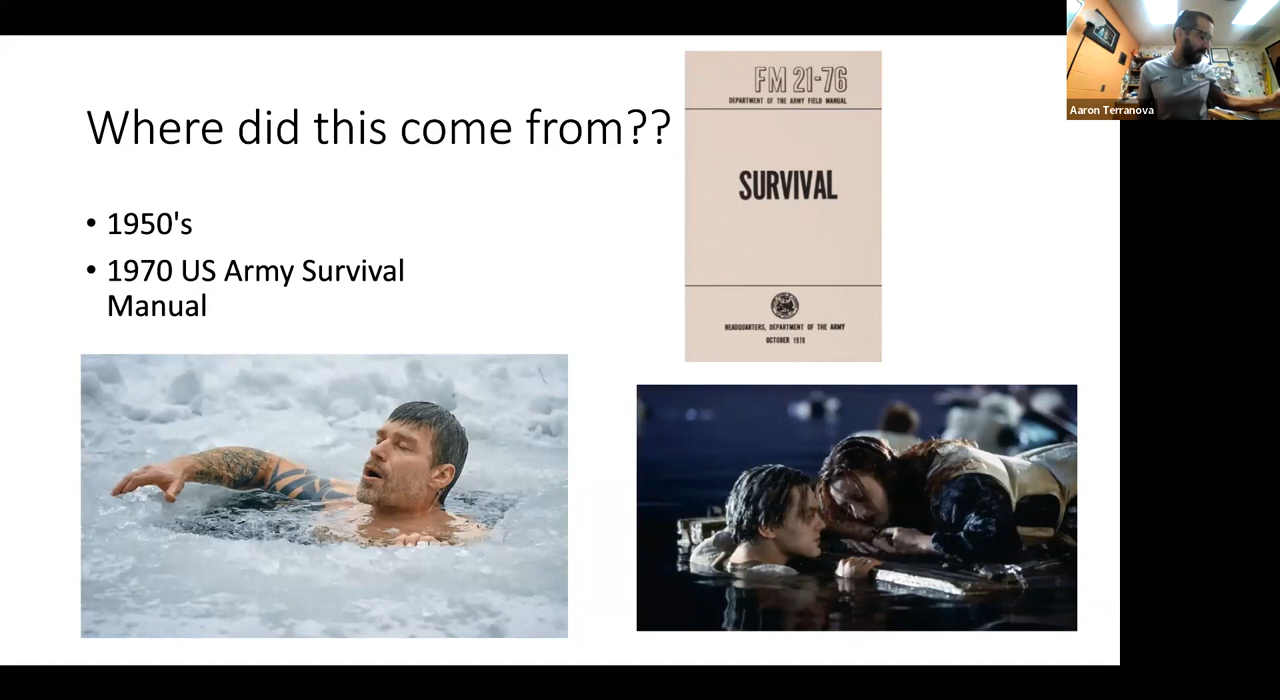 Where did this come from??
• 1950's
• 1970 US Army Survival
Manual
FM 21-76
DEPARTMENT OF THE ARMY FIELD MANUAL
SURVIVAL
HEADQUARTERS, DEPARTMENT OF THE ARMY
OCTOBER 1970
Aaron Terranova